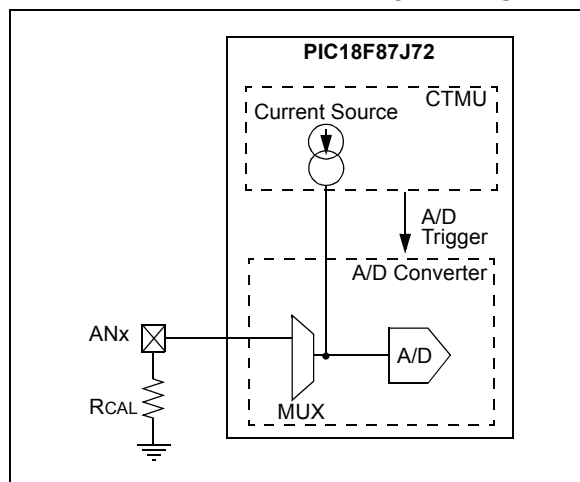 PIC18F87J72
CTMU
Current Source
A/D
Trigger
A/D Converter
ANx
A/D
RCAL
MUX